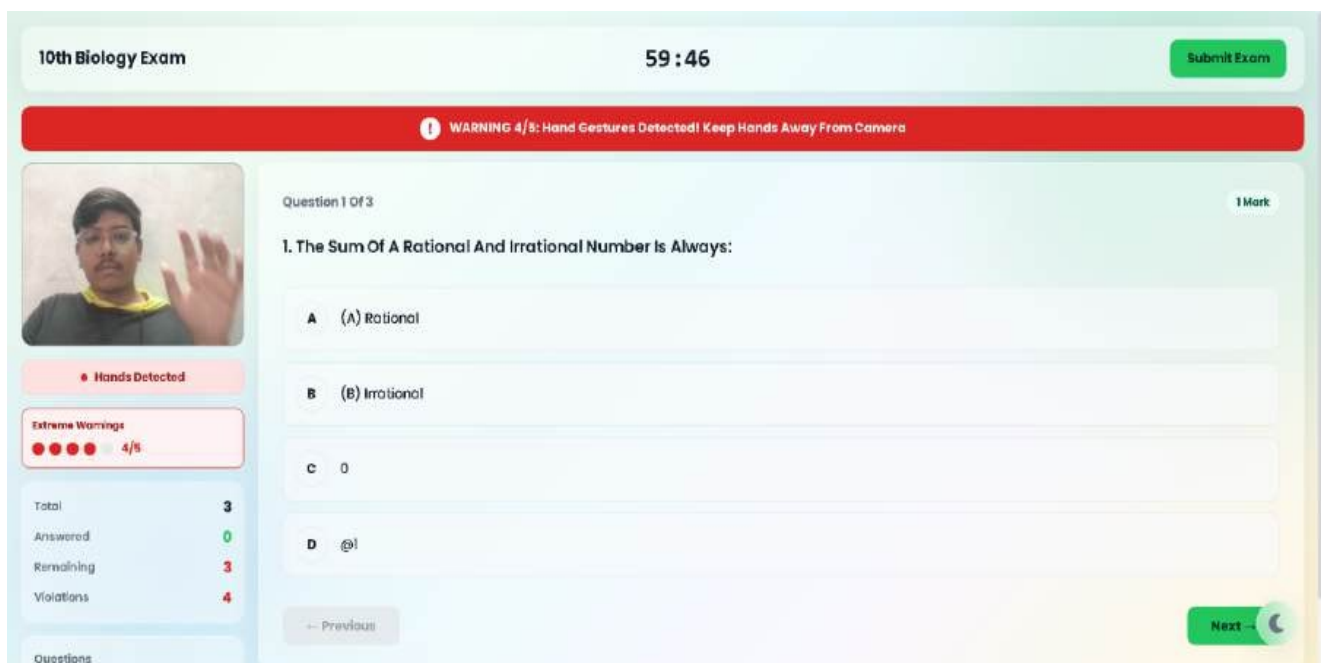 10th Biology Exam
59:46
Submit Exam
WARNING 4/5: Hand Gestures Detected! Keep Hands Away From Camera
Question 1 Of 3
1 Mark
1. The Sum Of A Rational And Irrational Number Is Always:
A (A) Rational
B (B) Irrational
C 0
D @1
← Previous
Next →
Hands Detected
Extreme Warnings
4/5
Total 3
Answered 0
Remaining 3
Violations 4
Questions